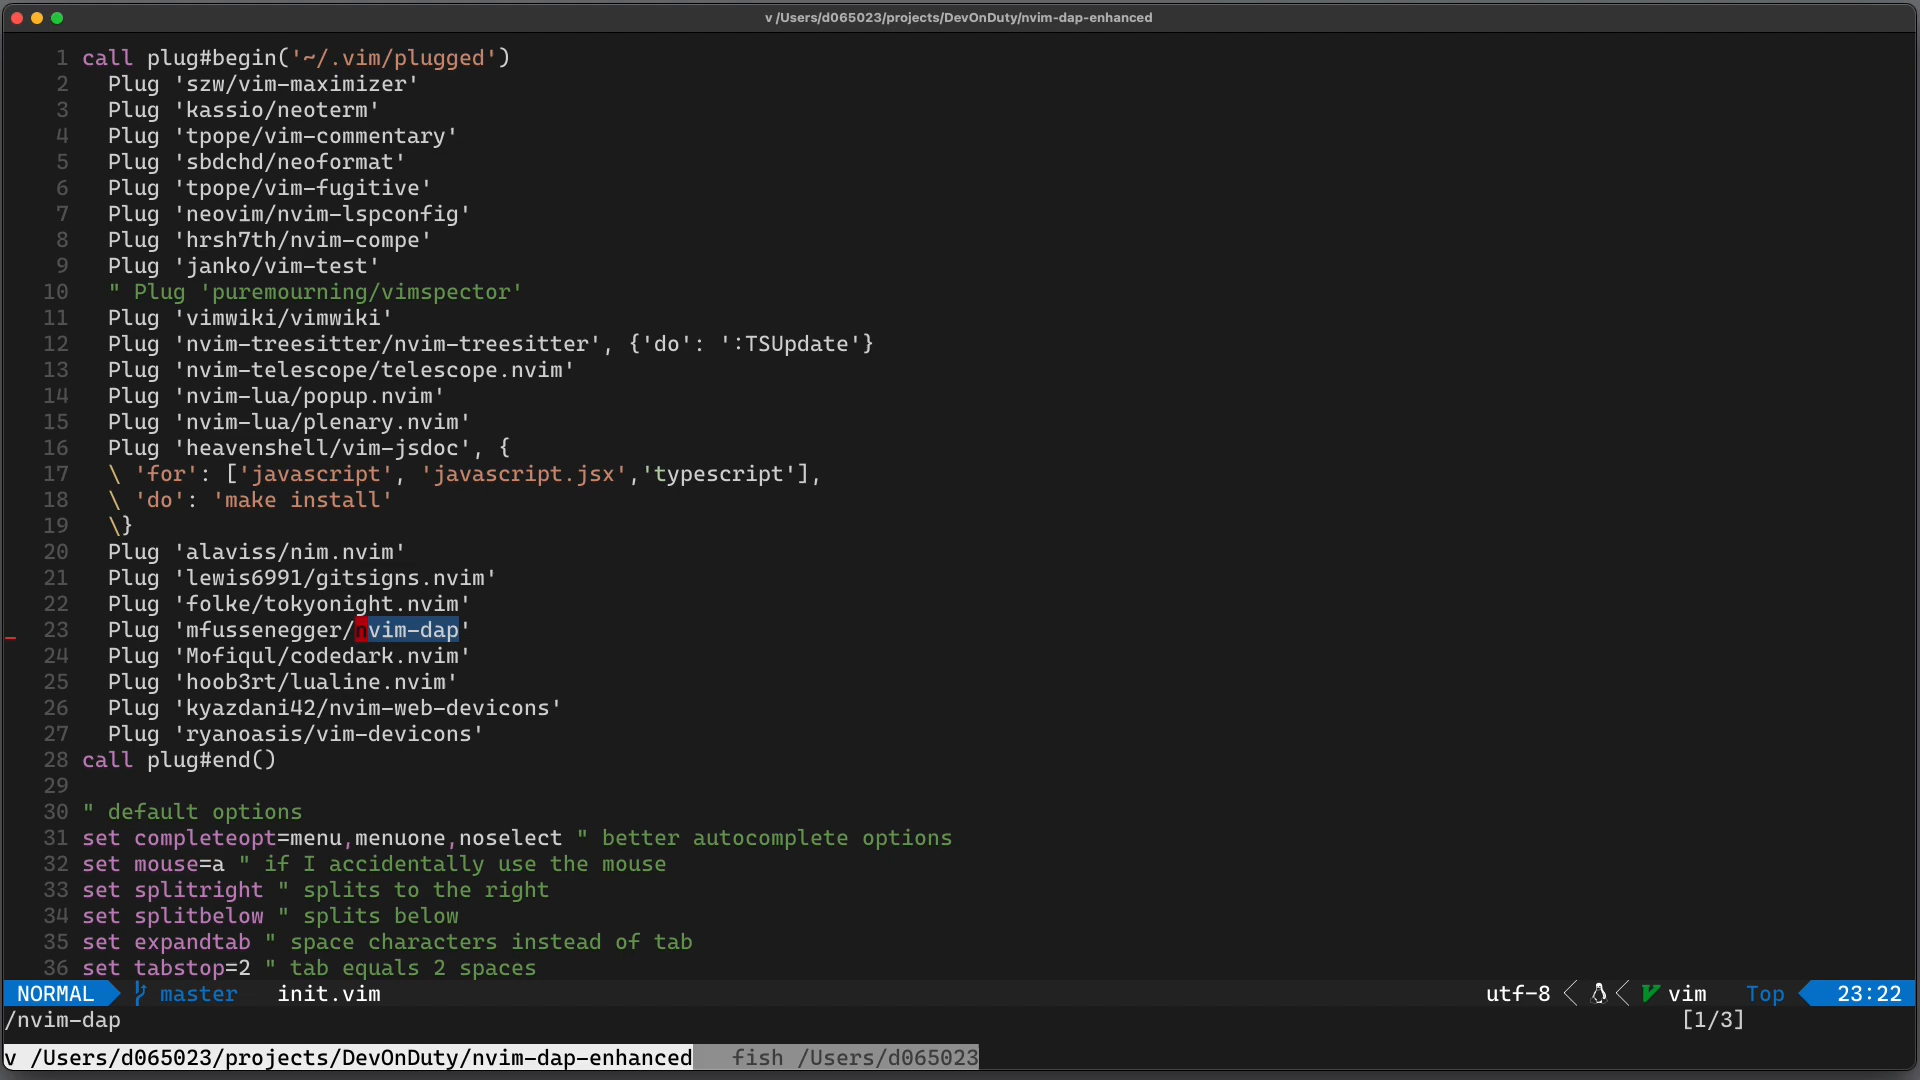 v /Users/d065023/projects/DevOnDuty/nvim-dap-enhanced
1 call plug#begin('~/.vim/plugged')
2   Plug 'szw/vim-maximizer'
3   Plug 'kassio/neoterm'
4   Plug 'tpope/vim-commentary'
5   Plug 'sbdchd/neoformat'
6   Plug 'tpope/vim-fugitive'
7   Plug 'neovim/nvim-lspconfig'
8   Plug 'hrsh7th/nvim-compe'
9   Plug 'janko/vim-test'
10   " Plug 'puremourning/vimspector'
11   Plug 'vimwiki/vimwiki'
12   Plug 'nvim-treesitter/nvim-treesitter', {'do': ':TSUpdate'}
13   Plug 'nvim-telescope/telescope.nvim'
14   Plug 'nvim-lua/popup.nvim'
15   Plug 'nvim-lua/plenary.nvim'
16   Plug 'heavenshell/vim-jsdoc', {
17   \ 'for': ['javascript', 'javascript.jsx','typescript'],
18   \ 'do': 'make install'
19   \}
20   Plug 'alaviss/nim.nvim'
21   Plug 'lewis6991/gitsigns.nvim'
22   Plug 'folke/tokyonight.nvim'
23   Plug 'mfussenegger/nvim-dap'
24   Plug 'Mofiqul/codedark.nvim'
25   Plug 'hoob3rt/lualine.nvim'
26   Plug 'kyazdani42/nvim-web-devicons'
27   Plug 'ryanoasis/vim-devicons'
28 call plug#end()
29
30 " default options
31 set completeopt=menu,menuone,noselect " better autocomplete options
32 set mouse=a " if I accidentally use the mouse
33 set splitright " splits to the right
34 set splitbelow " splits below
35 set expandtab " space characters instead of tab
36 set tabstop=2 " tab equals 2 spaces
NORMAL master init.vim utf-8 vim Top 23:22
/nvim-dap [1/3]
v /Users/d065023/projects/DevOnDuty/nvim-dap-enhanced fish /Users/d065023